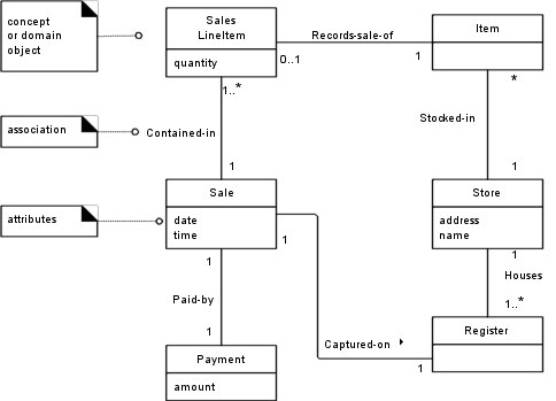 concept
or domain
object
Sales
LineItem
quantity
Records-sale-of
0..1
1
Item
1..*
*
association
Contained-in
Stocked-in
1
1
attributes
Sale
date
time
Store
address
name
1
1
1
Paid-by
Houses
1..*
1
Captured-on
1
Register
Payment
amount